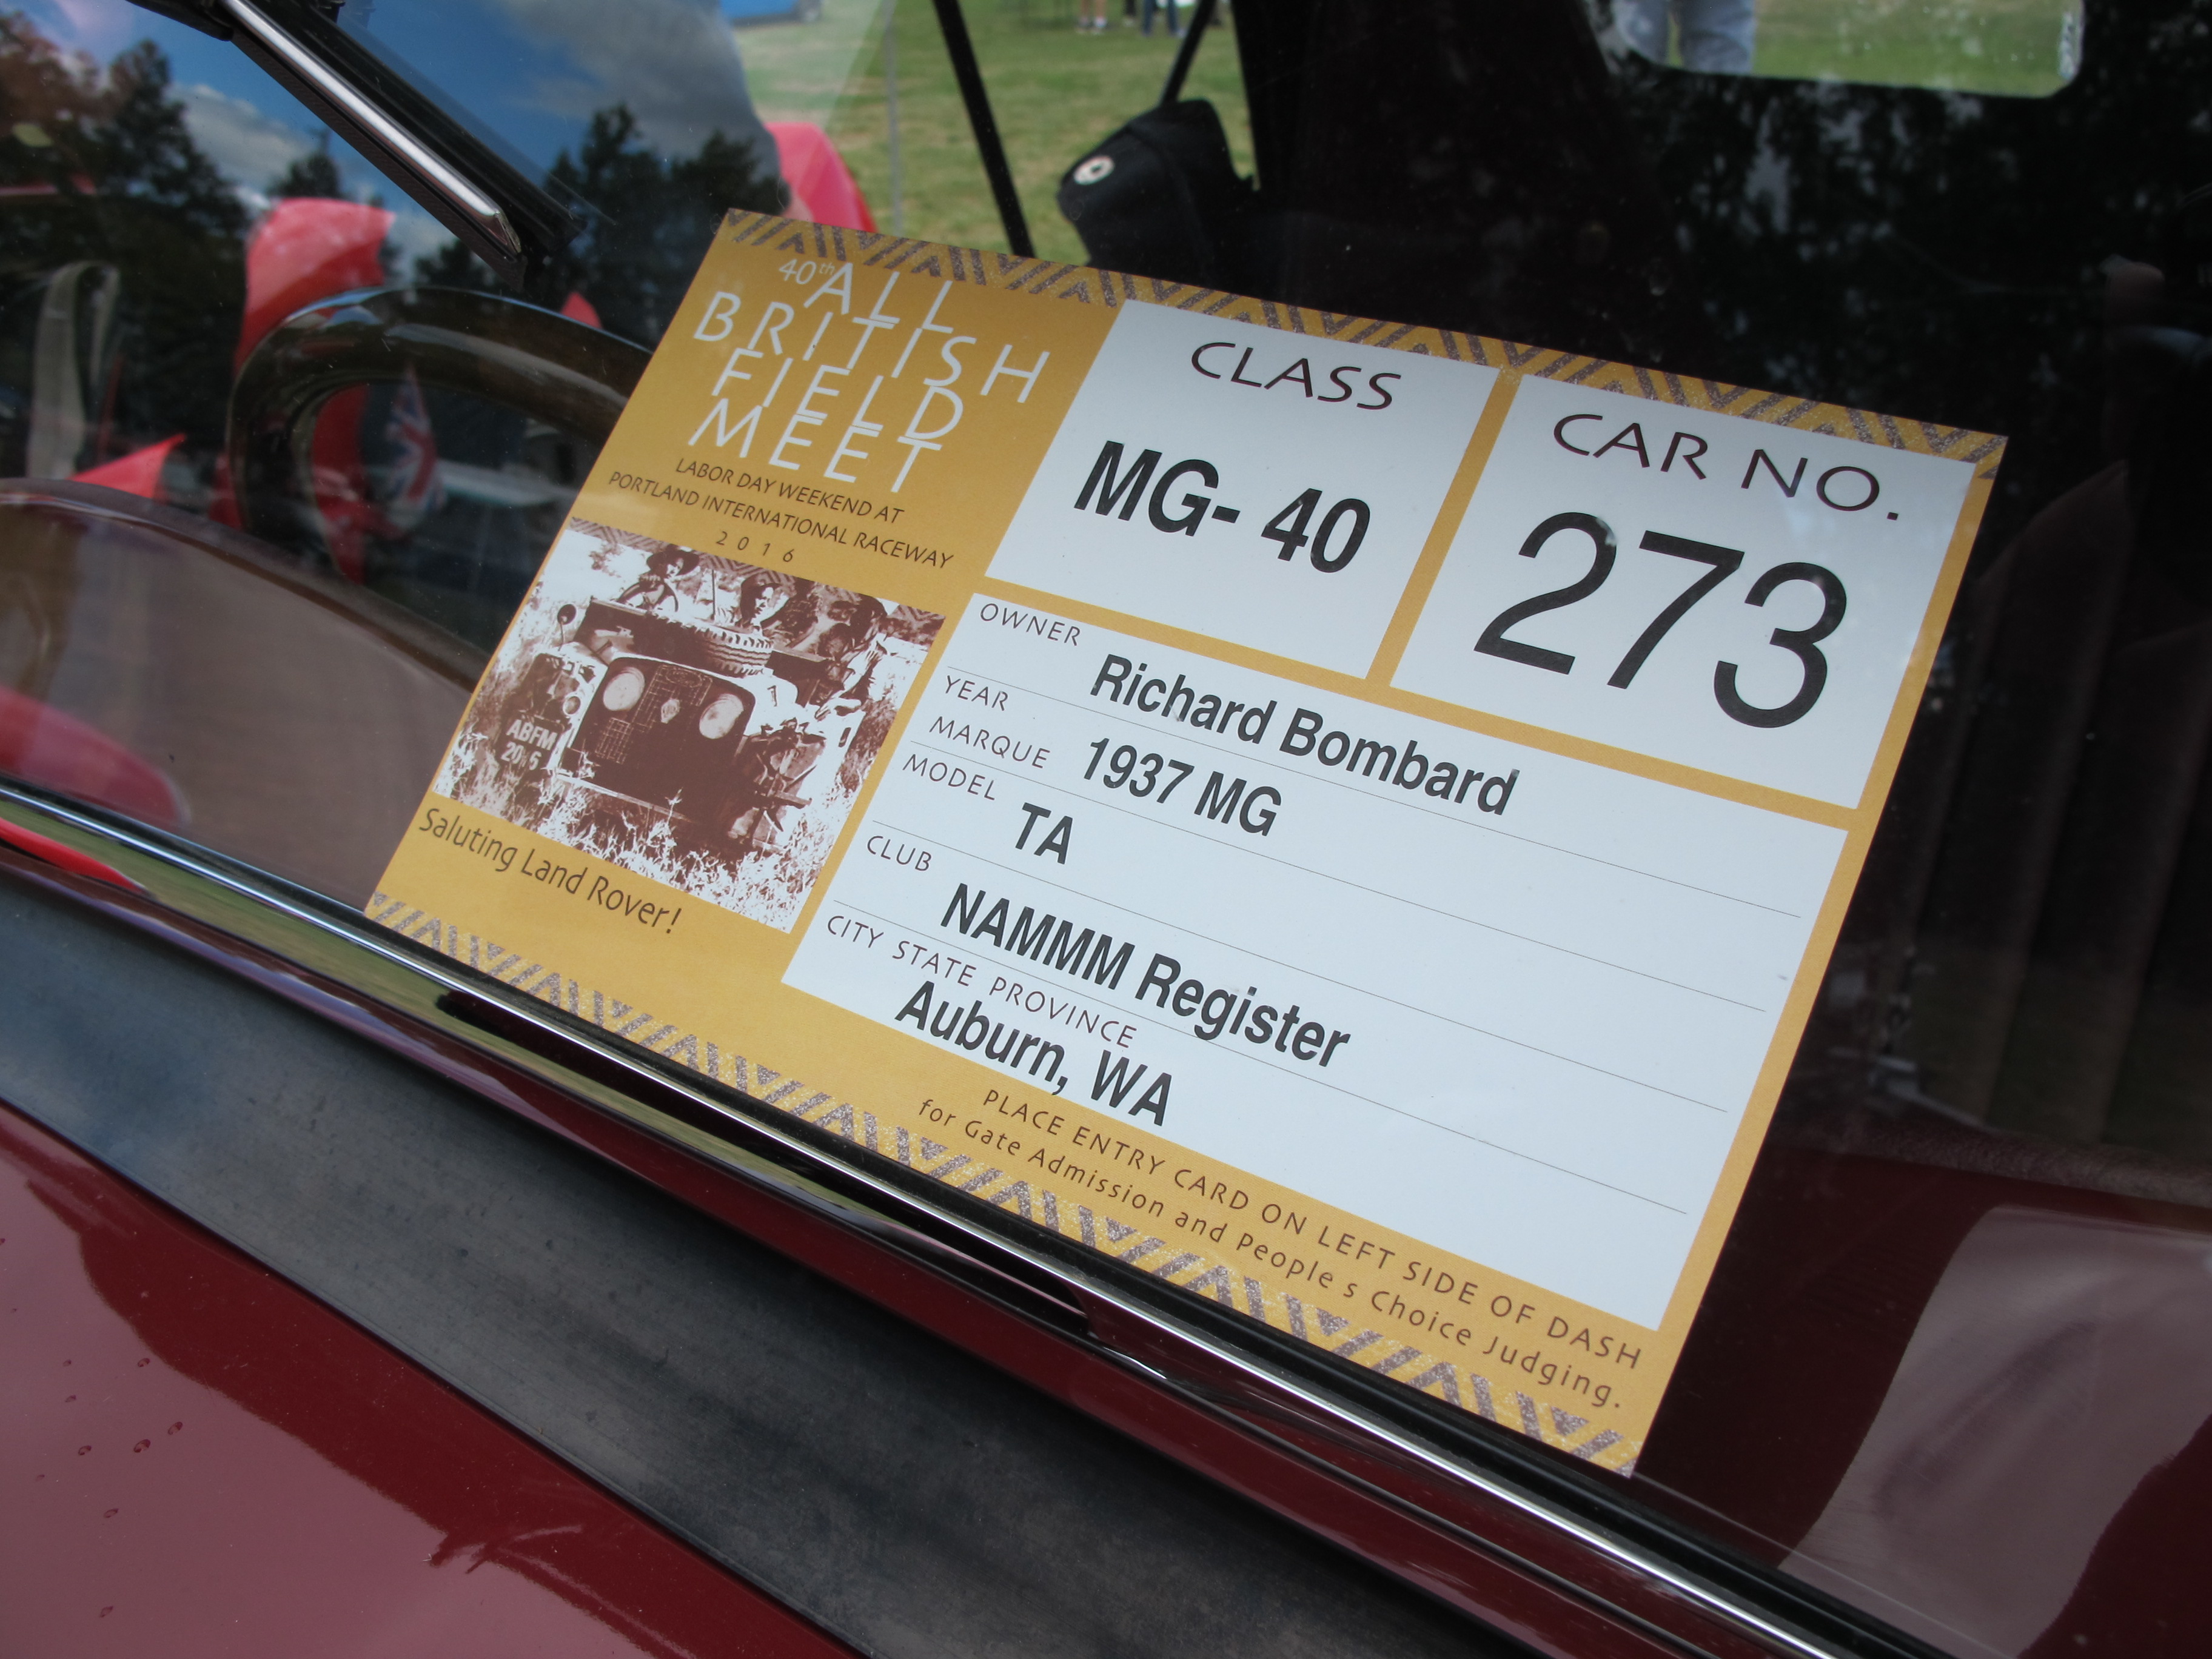 40th ALL
BRITISH
FIELD
MEET
LABOR DAY WEEKEND AT
PORTLAND INTERNATIONAL RACEWAY
2016
ABFM
Saluting Land Rover!
CLASS
MG- 40
CAR NO.
273
OWNER
Richard Bombard
YEAR
MARQUE
1937 MG
MODEL
TA
CLUB
NAMMM Register
CITY STATE PROVINCE
Auburn, WA
PLACE ENTRY CARD ON LEFT SIDE OF DASH
for Gate Admission and People s Choice Judging.